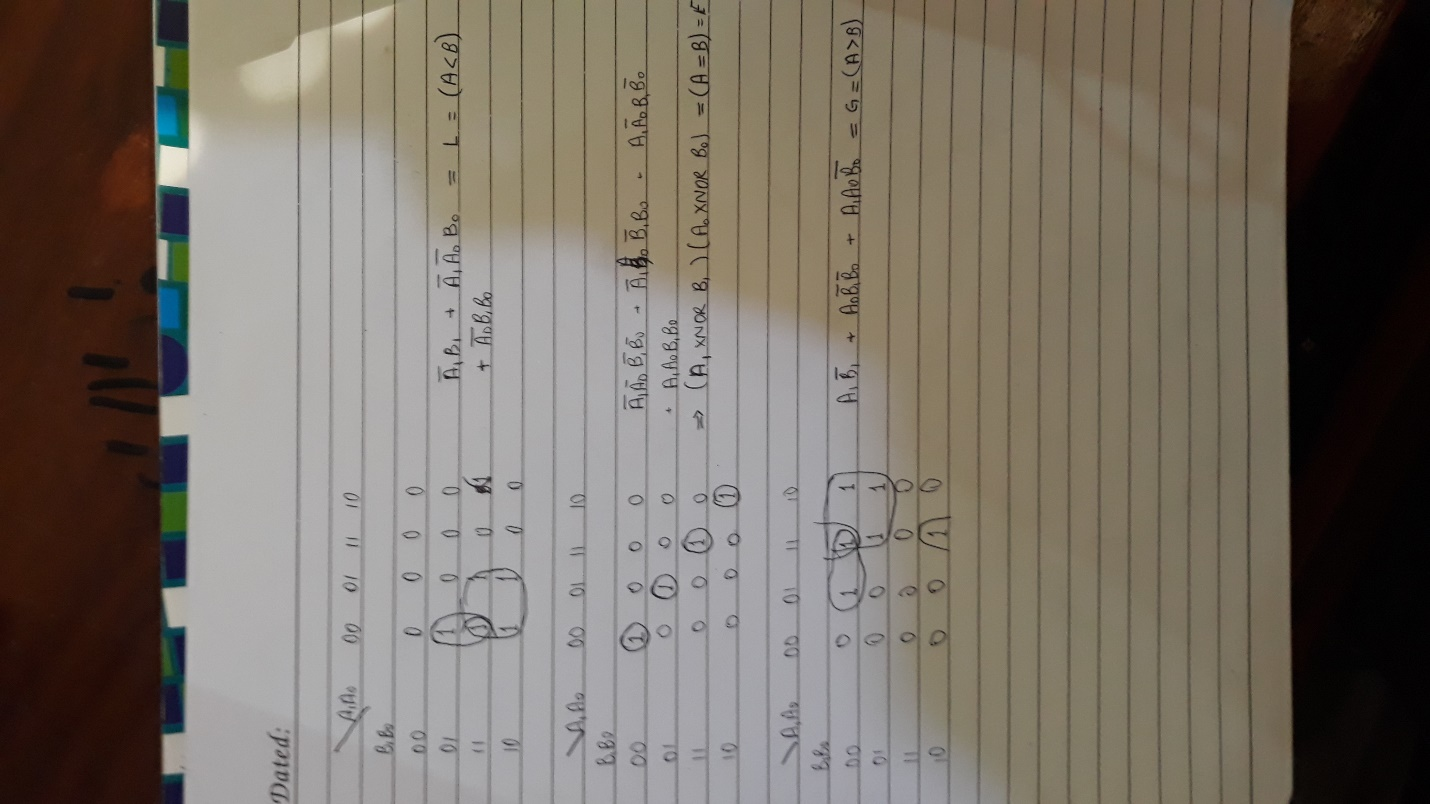 Dated:
A₁A₀ 00 01 11 10
B₁B₀
00 0 0 0 0
01 1 0 0 0 A̅₁B₁ + A̅₁A̅₀B₀ = L = (A<B)
11 1 1 0 1 + A̅₀B₁B₀
10 1 1 0 0
A₁A₀ 00 01 11 10
B₁B₀
00 1 0 0 0 A̅₁A̅₀B̅₁B̅₀ + A̅₁A₀B̅₁B₀ + A₁A̅₀B₁B̅₀
01 0 1 0 0 + A₁A₀B₁B₀
11 0 0 1 0 => (A₁ XNOR B₁)(A₀ XNOR B₀) = (A=B) = E
10 0 0 0 1
A₁A₀ 00 01 11 10
B₁B₀
00 0 1 1 1 A₁B̅₁ + A₀B̅₁B̅₀ + A₁A₀B̅₀ = G = (A>B)
01 0 0 1 1
11 0 0 0 0
10 0 0 1 0